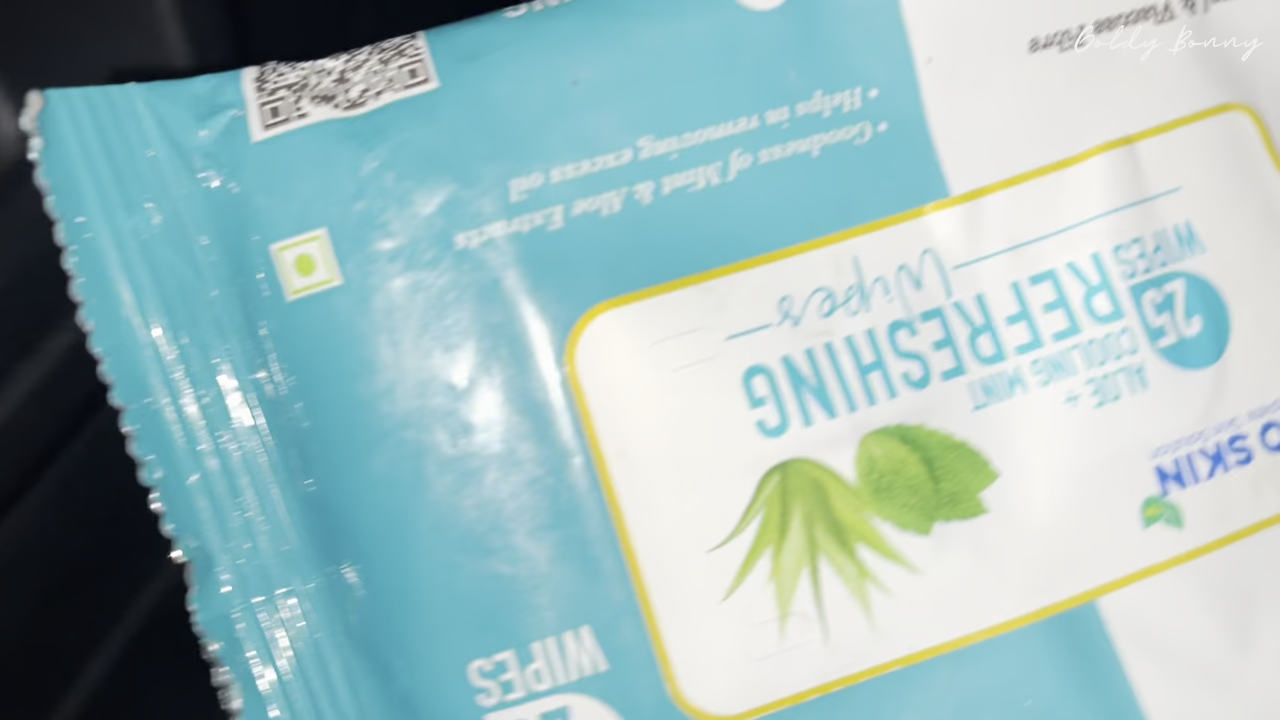 Goldy Bonny
SKIN
ALOE +
COOLING MINT
REFRESHING
Wipes
25
WIPES
• Goodness of Mint & Aloe Extracts
• Helps in removing excess oil
WIPES